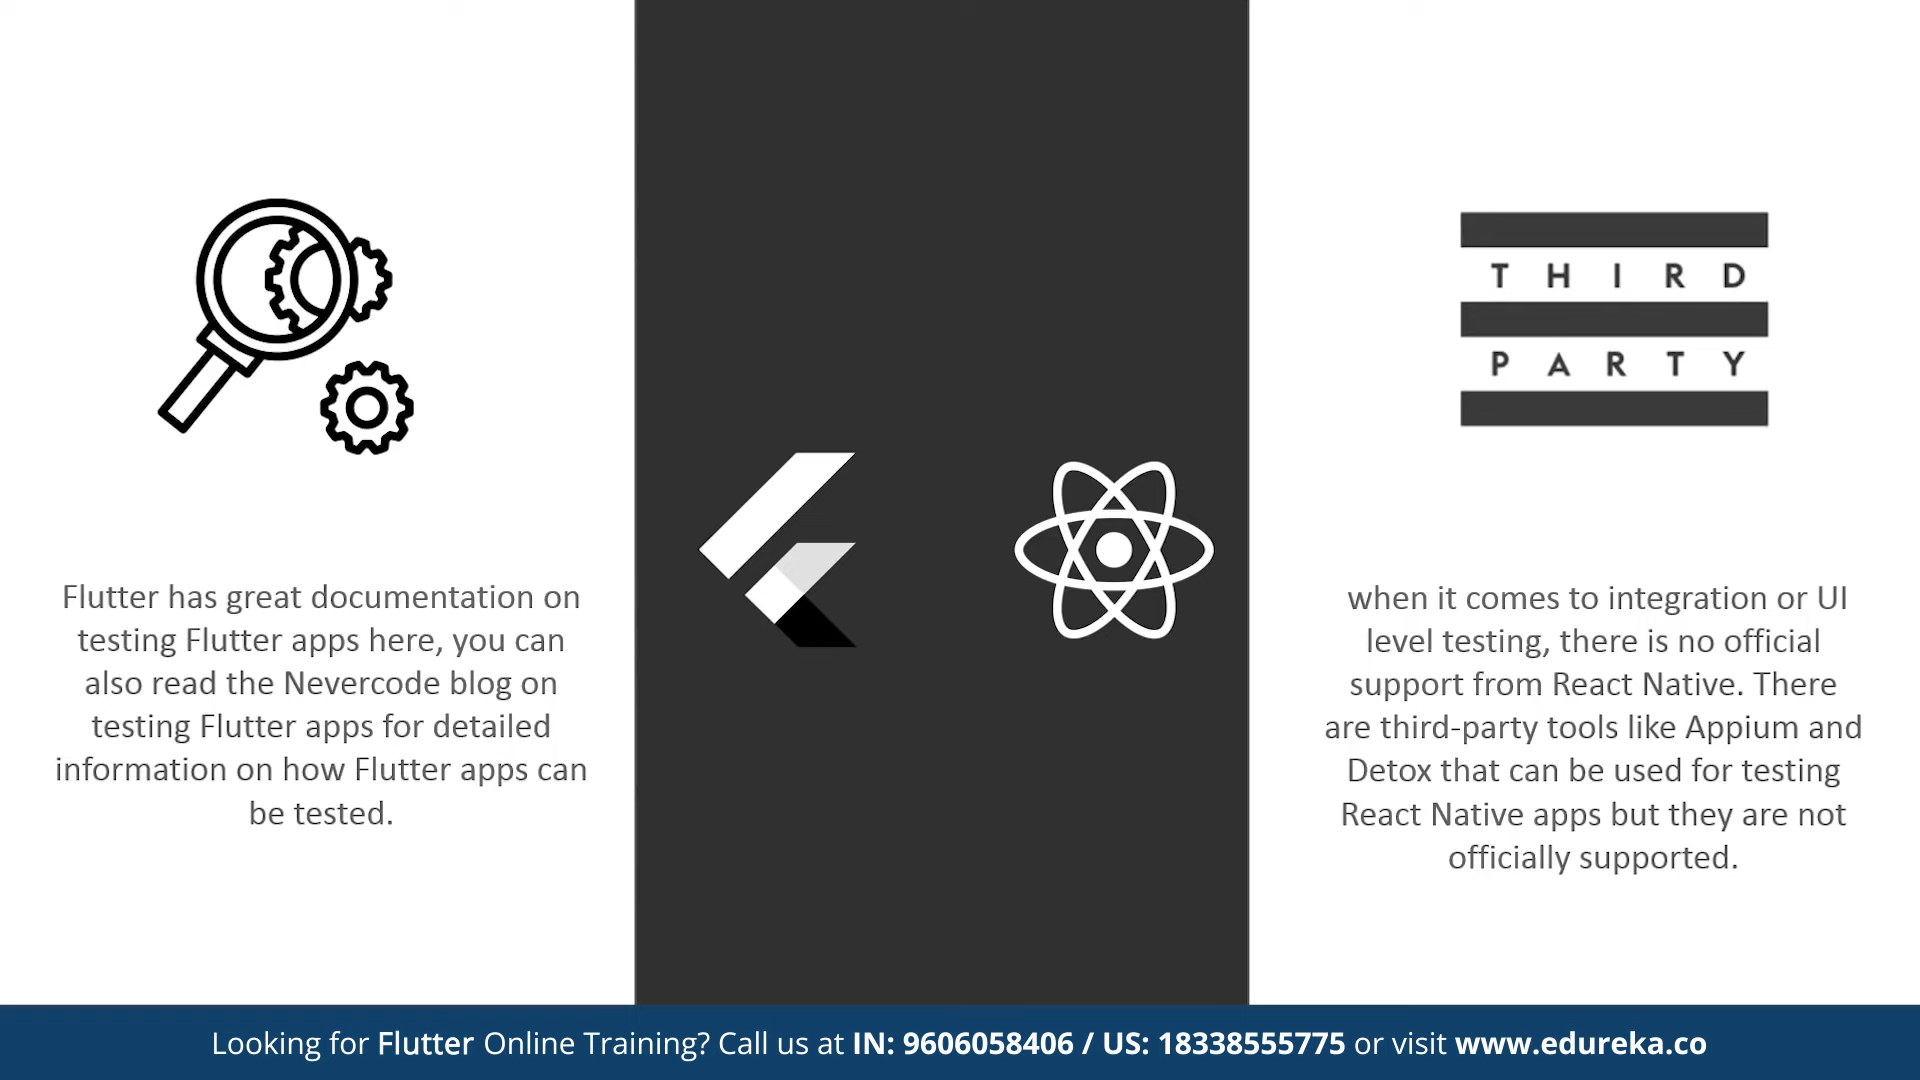 Flutter has great documentation on
testing Flutter apps here, you can
also read the Nevercode blog on
testing Flutter apps for detailed
information on how Flutter apps can
be tested.
THIRD
PARTY
when it comes to integration or UI
level testing, there is no official
support from React Native. There
are third-party tools like Appium and
Detox that can be used for testing
React Native apps but they are not
officially supported.
Looking for Flutter Online Training? Call us at IN: 9606058406 / US: 18338555775 or visit www.edureka.co